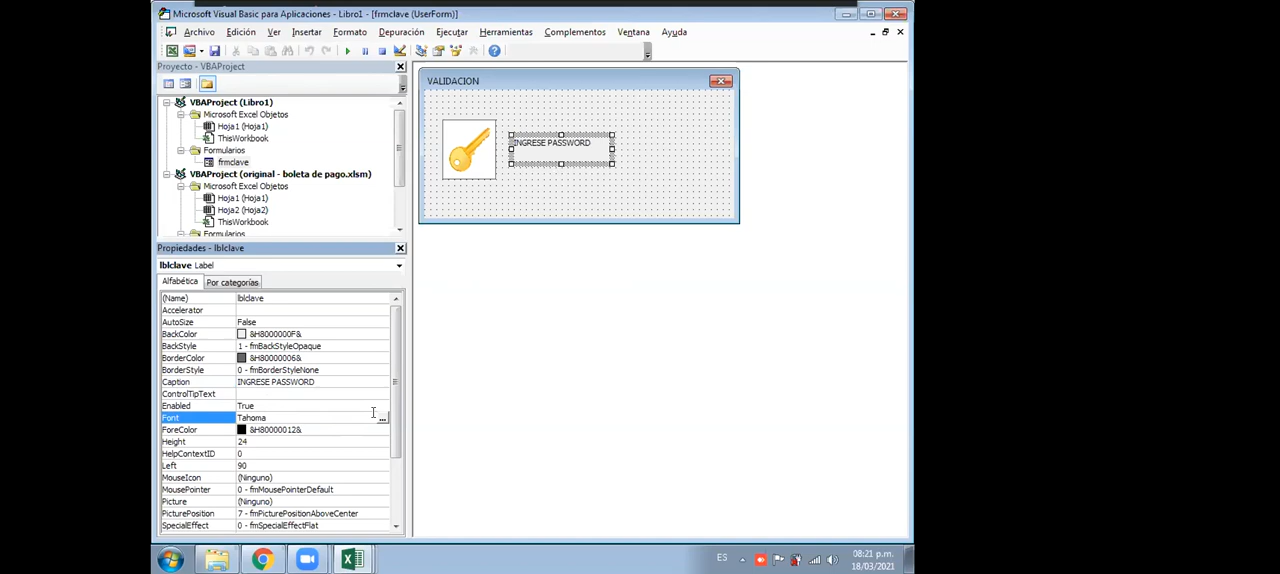 Microsoft Visual Basic para Aplicaciones - Libro1 - [frmclave (UserForm)]
Archivo Edición Ver Insertar Formato Depuración Ejecutar Herramientas Complementos Ventana Ayuda
Proyecto - VBAProject
VBAProject (Libro1)
Microsoft Excel Objetos
Hoja1 (Hoja1)
ThisWorkbook
Formularios
frmclave
VBAProject (original - boleta de pago.xlsm)
Microsoft Excel Objetos
Hoja1 (Hoja1)
Hoja2 (Hoja2)
ThisWorkbook
Formularios
VALIDACION
INGRESE PASSWORD
Propiedades - lblclave
lblclave Label
Alfabética Por categorías
(Name) lblclave
Accelerator
AutoSize False
BackColor &H8000000F&
BackStyle 1 - fmBackStyleOpaque
BorderColor &H80000006&
BorderStyle 0 - fmBorderStyleNone
Caption INGRESE PASSWORD
ControlTipText
Enabled True
Font Tahoma ...
ForeColor &H80000012&
Height 24
HelpContextID 0
Left 90
MouseIcon (Ninguno)
MousePointer 0 - fmMousePointerDefault
Picture (Ninguno)
PicturePosition 7 - fmPicturePositionAboveCenter
SpecialEffect 0 - fmSpecialEffectFlat
ES 08:21 p.m.
18/03/2021